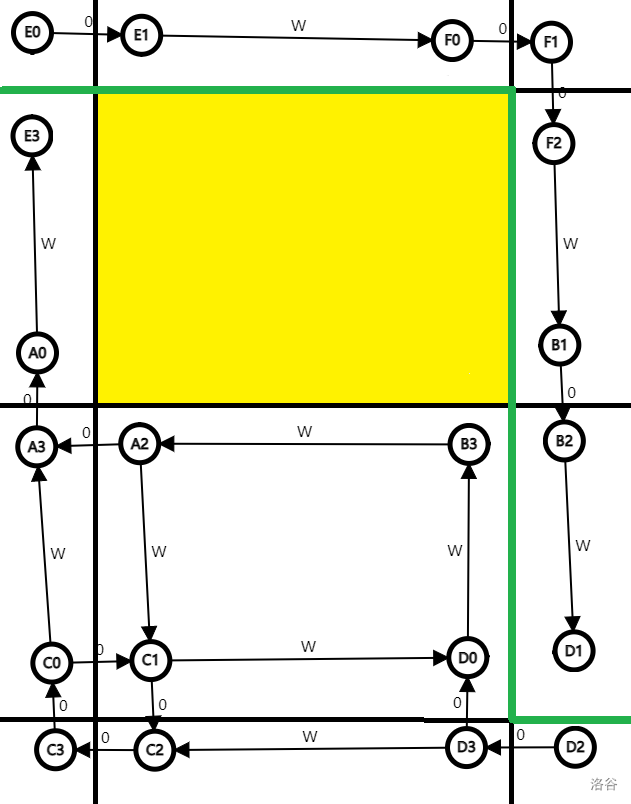 E0 0 E1 W F0 0 F1
0
E3 F2
W W
A0 B1
0 0
A3 0 A2 W B3 B2
W W W W
C0 0 C1 W D0 D1
0 0 0
C3 0 C2 W D3 0 D2
洛谷